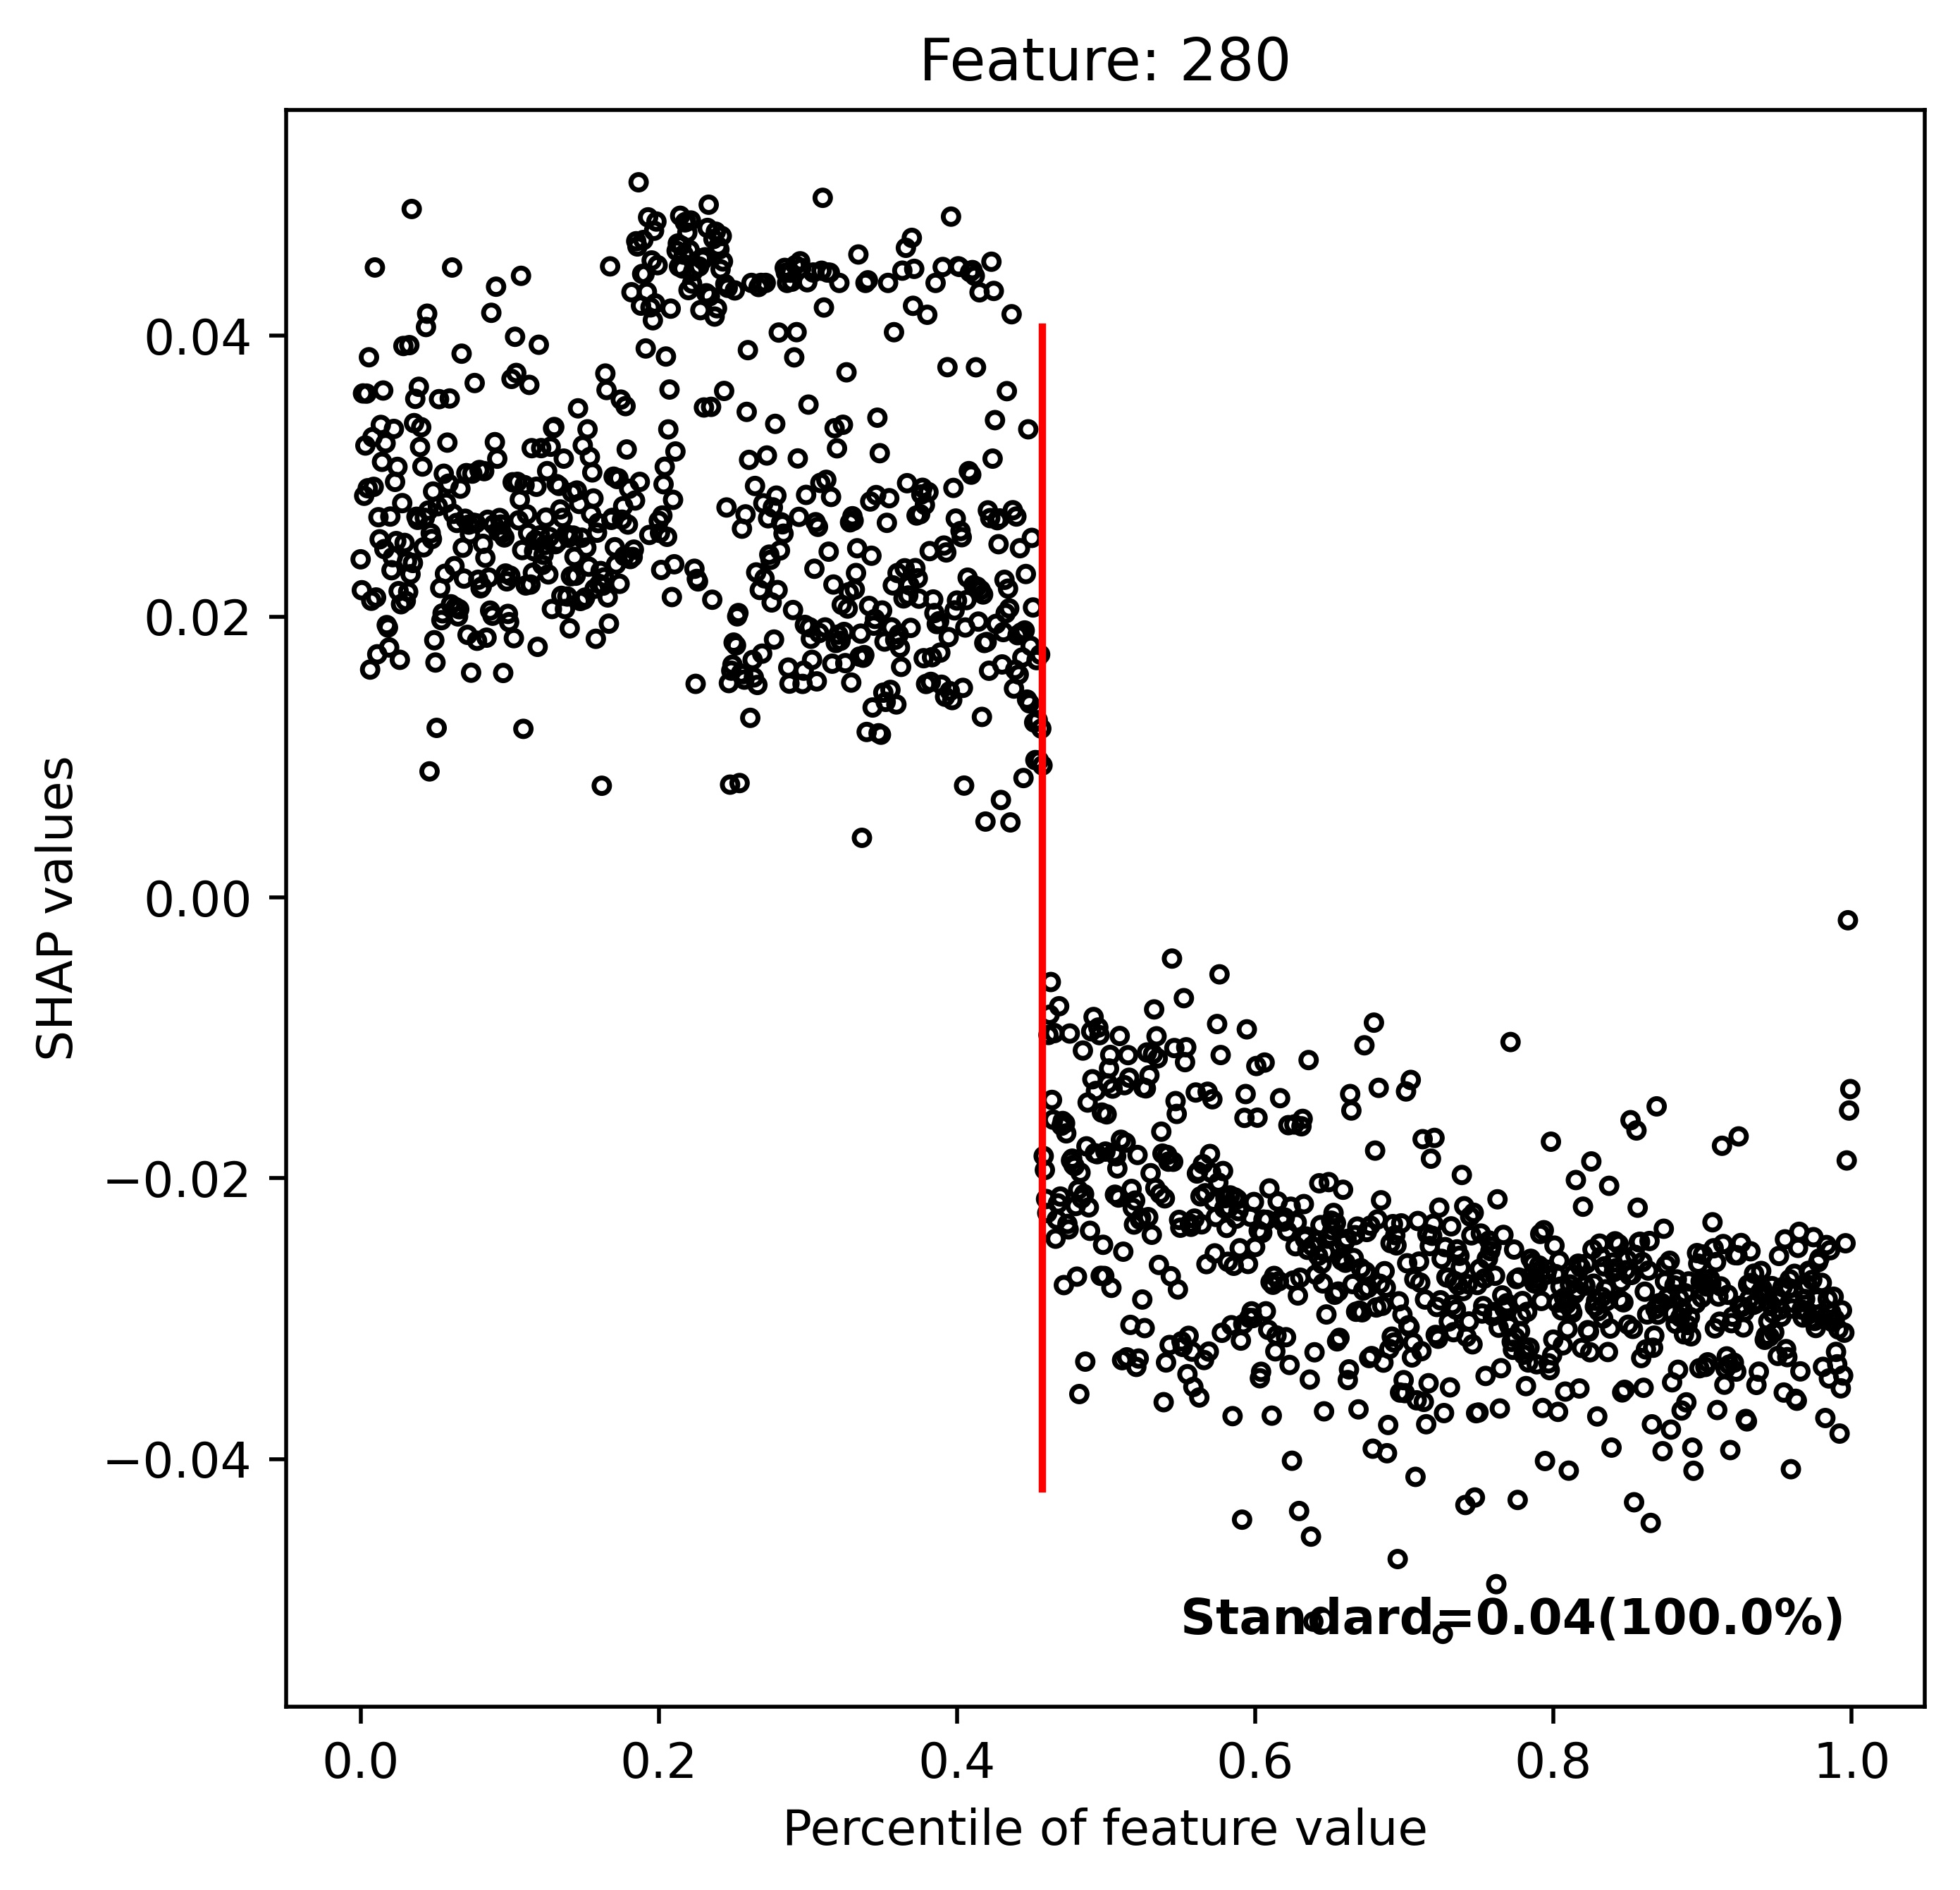 Feature: 280
SHAP values
0.04
0.02
0.00
−0.02
−0.04
Standard=0.04(100.0%)
0.0 0.2 0.4 0.6 0.8 1.0
Percentile of feature value